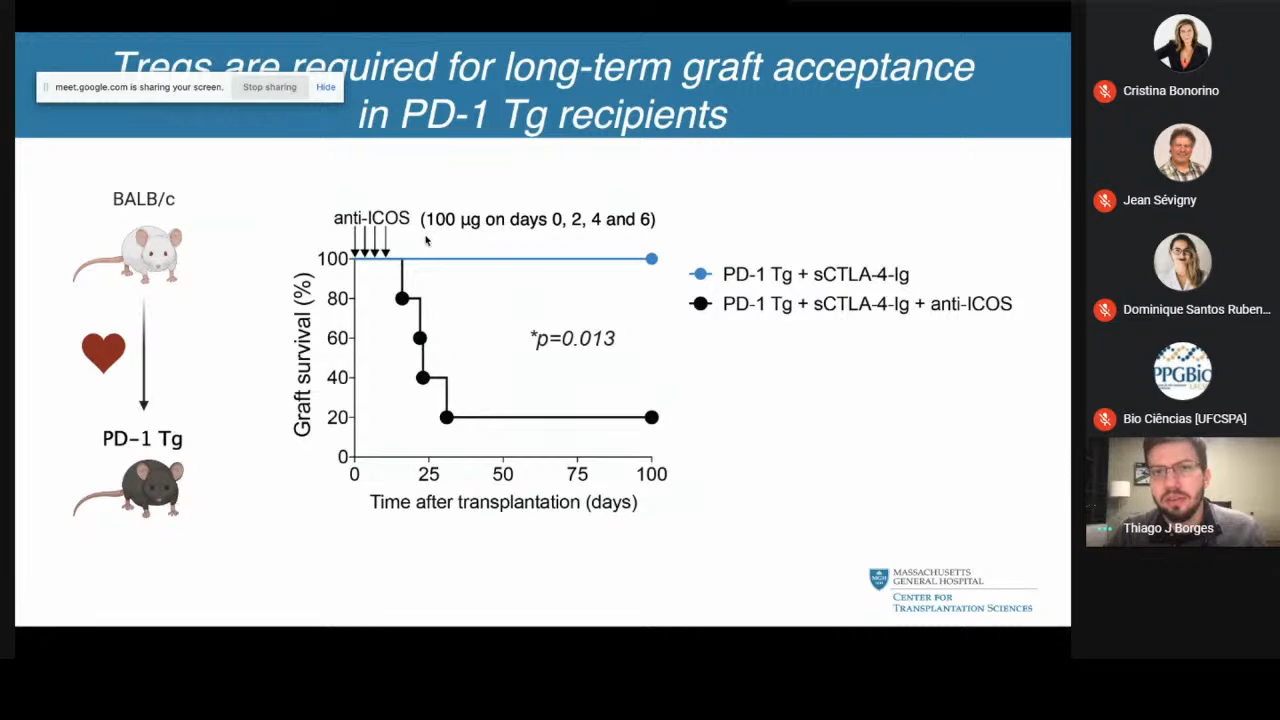 Tregs are required for long-term graft acceptance
in PD-1 Tg recipients
meet.google.com is sharing your screen.
Stop sharing
Hide
BALB/c
PD-1 Tg
anti-ICOS (100 µg on days 0, 2, 4 and 6)
Graft survival (%)
100
80
60
40
20
0
0 25 50 75 100
Time after transplantation (days)
*p=0.013
PD-1 Tg + sCTLA-4-Ig
PD-1 Tg + sCTLA-4-Ig + anti-ICOS
MGH
MASSACHUSETTS
GENERAL HOSPITAL
CENTER FOR
TRANSPLANTATION SCIENCES
Cristina Bonorino
Jean Sévigny
Dominique Santos Ruben...
PPGBio
Bio Ciências [UFCSPA]
Thiago J Borges